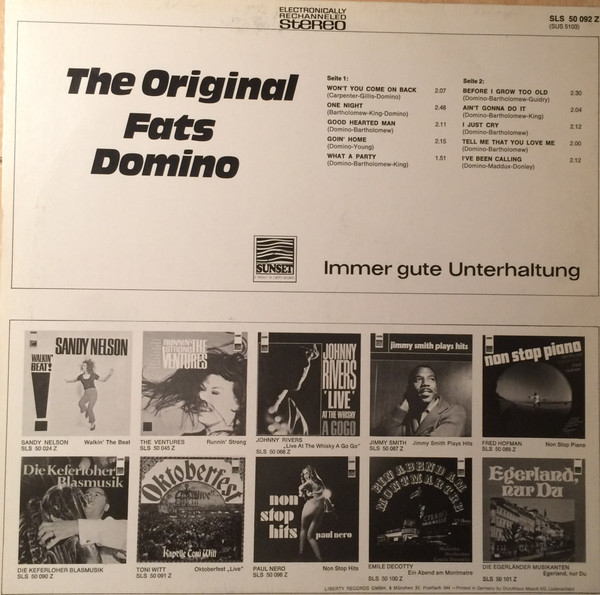 ELECTRONICALLY
RECHANNELED
STEREO
SLS 50 092 Z
(SUS 5103)
The Original
Fats
Domino
Seite 1:
WON'T YOU COME ON BACK 2.07
(Carpenter-Gillis-Domino)
ONE NIGHT 2.48
(Bartholomew-King-Domino)
GOOD HEARTED MAN 2.11
(Domino-Bartholomew)
GOIN' HOME 2.15
(Domino-Young)
WHAT A PARTY 1.51
(Domino-Bartholomew-King)
Seite 2:
BEFORE I GROW TOO OLD 2:30
(Domino-Bartholomew-Guidry)
AIN'T GONNA DO IT 2.04
(Domino-Bartholomew-King)
I JUST CRY 2.12
(Domino-Bartholomew)
TELL ME THAT YOU LOVE ME 2.00
(Domino-Bartholomew)
I'VE BEEN CALLING 2.12
(Domino-Maddux-Donley)
SUNSET
Immer gute Unterhaltung
SANDY NELSON
WALKIN'
BEAT!
SANDY NELSON Walkin' The Beat
SLS 50 024 Z
RUNNIN'
STRONG THE
VENTURES
THE VENTURES Runnin' Strong
SLS 50 045 Z
JOHNNY
RIVERS
'LIVE'
AT THE WHISKY
A GOGO
JOHNNY RIVERS
„Live At The Whisky A Go Go"
SLS 50 068 Z
jimmy smith plays hits
JIMMY SMITH Jimmy Smith Plays Hits
SLS 50 087 Z
non stop piano
FRED HOFMAN Non Stop Piano
SLS 50 089 Z
Die Keferloher
Blasmusik
DIE KEFERLOHER BLASMUSIK
SLS 50 090 Z
Oktoberfest
"live"
Kapelle Toni Witt
TONI WITT Oktoberfest „Live"
SLS 50 091 Z
non
stop
hits
paul nero
PAUL NERO Non Stop Hits
SLS 50 096 Z
EIN ABEND AM
MONTMARTRE
EMILE DECOTTY
Ein Abend am Montmatre
SLS 50 100 Z
Egerland,
nur Du
DIE EGERLÄNDER MUSIKANTEN
Egerland, nur Du
SLS 50 101 Z
LIBERTY RECORDS GMBH, 8 München